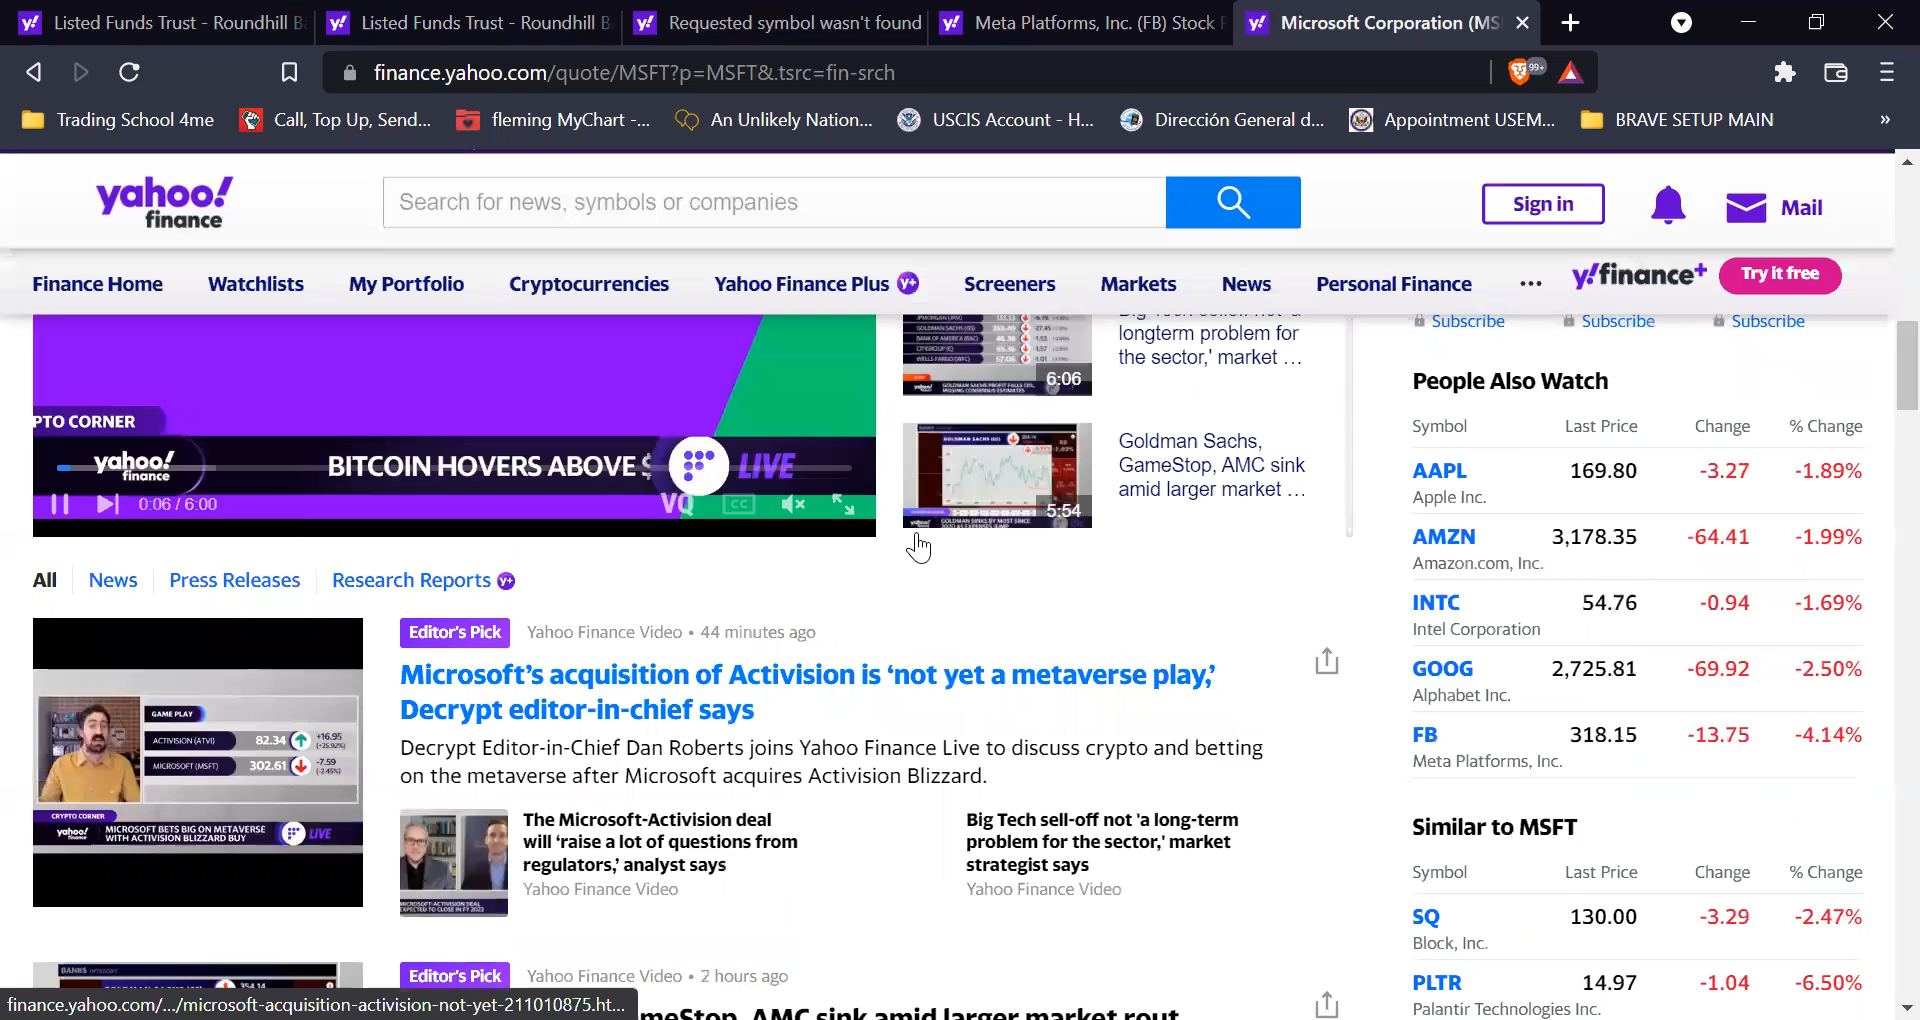 Listed Funds Trust - Roundhill B
Listed Funds Trust - Roundhill B
Requested symbol wasn't found
Meta Platforms, Inc. (FB) Stock
Microsoft Corporation (MS
finance.yahoo.com/quote/MSFT?p=MSFT&.tsrc=fin-srch
99+
Trading School 4me
Call, Top Up, Send...
fleming MyChart -...
An Unlikely Nation...
USCIS Account - H...
Dirección General d...
Appointment USEM...
BRAVE SETUP MAIN
»
yahoo!
finance
Search for news, symbols or companies
Sign in
Mail
Finance Home
Watchlists
My Portfolio
Cryptocurrencies
Yahoo Finance Plus y+
Screeners
Markets
News
Personal Finance
...
y!finance+
Try it free
PTO CORNER
yahoo!
finance
BITCOIN HOVERS ABOVE $
LIVE
0:06 / 6:00
VQ
CC
longterm problem for
the sector,' market ...
6:06
Goldman Sachs,
GameStop, AMC sink
amid larger market ...
5:54
Subscribe
Subscribe
Subscribe
People Also Watch
Symbol Last Price Change % Change
AAPL 169.80 -3.27 -1.89%
Apple Inc.
AMZN 3,178.35 -64.41 -1.99%
Amazon.com, Inc.
INTC 54.76 -0.94 -1.69%
Intel Corporation
GOOG 2,725.81 -69.92 -2.50%
Alphabet Inc.
FB 318.15 -13.75 -4.14%
Meta Platforms, Inc.
Similar to MSFT
Symbol Last Price Change % Change
SQ 130.00 -3.29 -2.47%
Block, Inc.
PLTR 14.97 -1.04 -6.50%
Palantir Technologies Inc.
All
News
Press Releases
Research Reports y+
GAME PLAY
ACTIVISION (ATVI) 82.34 +16.95
(+25.92%)
MICROSOFT (MSFT) 302.61 -7.59
(-2.45%)
CRYPTO CORNER
yahoo!
finance
MICROSOFT BETS BIG ON METAVERSE
WITH ACTIVISION BLIZZARD BUY
LIVE
Editor's Pick
Yahoo Finance Video • 44 minutes ago
Microsoft's acquisition of Activision is 'not yet a metaverse play,'
Decrypt editor-in-chief says
Decrypt Editor-in-Chief Dan Roberts joins Yahoo Finance Live to discuss crypto and betting
on the metaverse after Microsoft acquires Activision Blizzard.
The Microsoft-Activision deal
will 'raise a lot of questions from
regulators,' analyst says
Yahoo Finance Video
Big Tech sell-off not 'a long-term
problem for the sector,' market
strategist says
Yahoo Finance Video
Editor's Pick
Yahoo Finance Video • 2 hours ago
meStop, AMC sink amid larger market rout
finance.yahoo.com/.../microsoft-acquisition-activision-not-yet-211010875.ht...